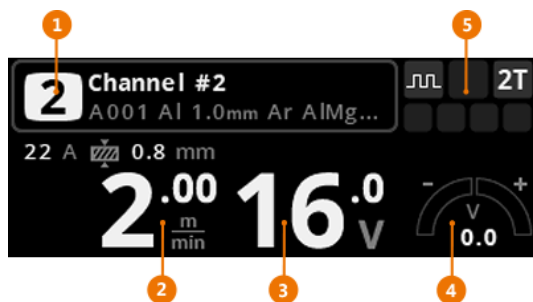 1
5
2
Channel #2
A001 Al 1.0mm Ar AlMg...
2T
22 A 0.8 mm
2.00 m/min
16.0 V
- +
V
0.0
2
3
4